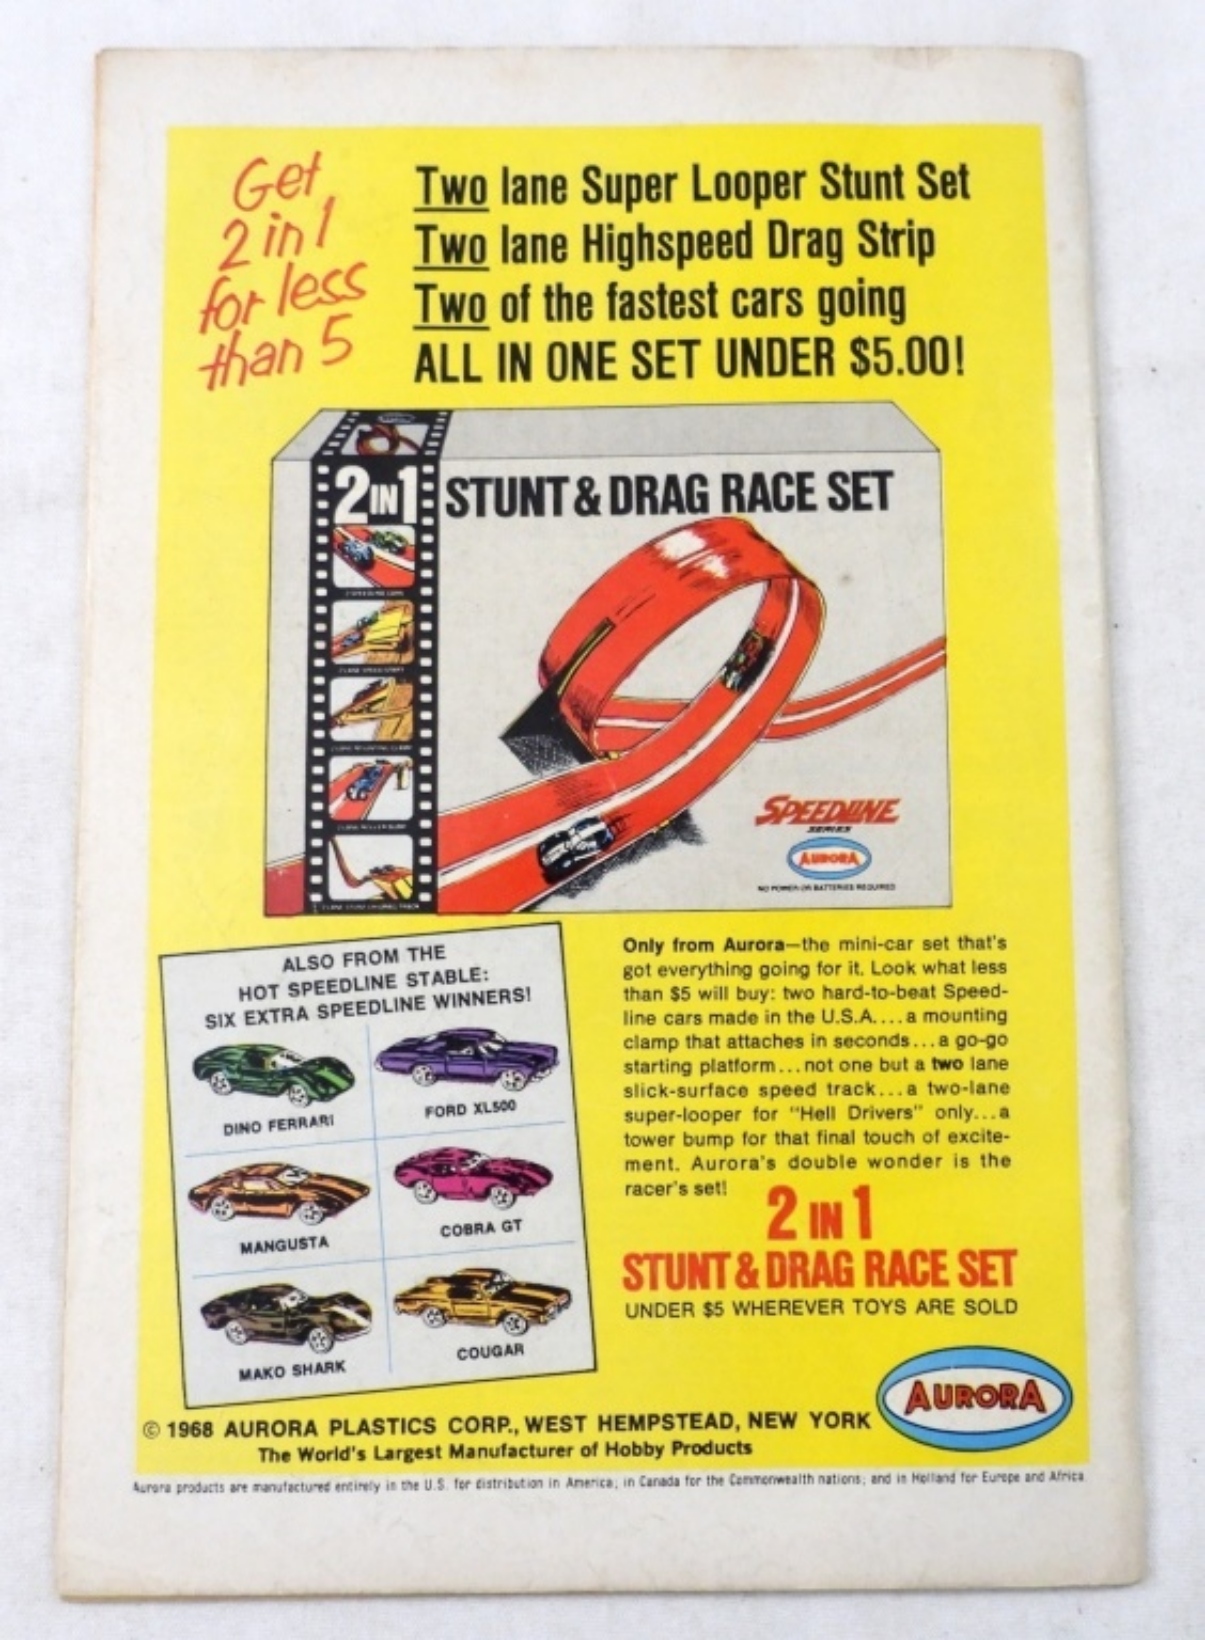 Get
2 in 1
for less
than 5
Two lane Super Looper Stunt Set
Two lane Highspeed Drag Strip
Two of the fastest cars going
ALL IN ONE SET UNDER $5.00!
2 IN 1 STUNT & DRAG RACE SET
SPEEDLINE
SERIES
AURORA
NO POWER OR BATTERIES REQUIRED
ALSO FROM THE
HOT SPEEDLINE STABLE:
SIX EXTRA SPEEDLINE WINNERS!
DINO FERRARI
FORD XL500
MANGUSTA
COBRA GT
MAKO SHARK
COUGAR
Only from Aurora—the mini-car set that's
got everything going for it. Look what less
than $5 will buy: two hard-to-beat Speed-
line cars made in the U.S.A....a mounting
clamp that attaches in seconds...a go-go
starting platform...not one but a two lane
slick-surface speed track...a two-lane
super-looper for "Hell Drivers" only...a
tower bump for that final touch of excite-
ment. Aurora's double wonder is the
racer's set!
2 IN 1
STUNT & DRAG RACE SET
UNDER $5 WHEREVER TOYS ARE SOLD
AURORA
© 1968 AURORA PLASTICS CORP., WEST HEMPSTEAD, NEW YORK
The World's Largest Manufacturer of Hobby Products
Aurora products are manufactured entirely in the U.S. for distribution in America; in Canada for the Commonwealth nations; and in Holland for Europe and Africa